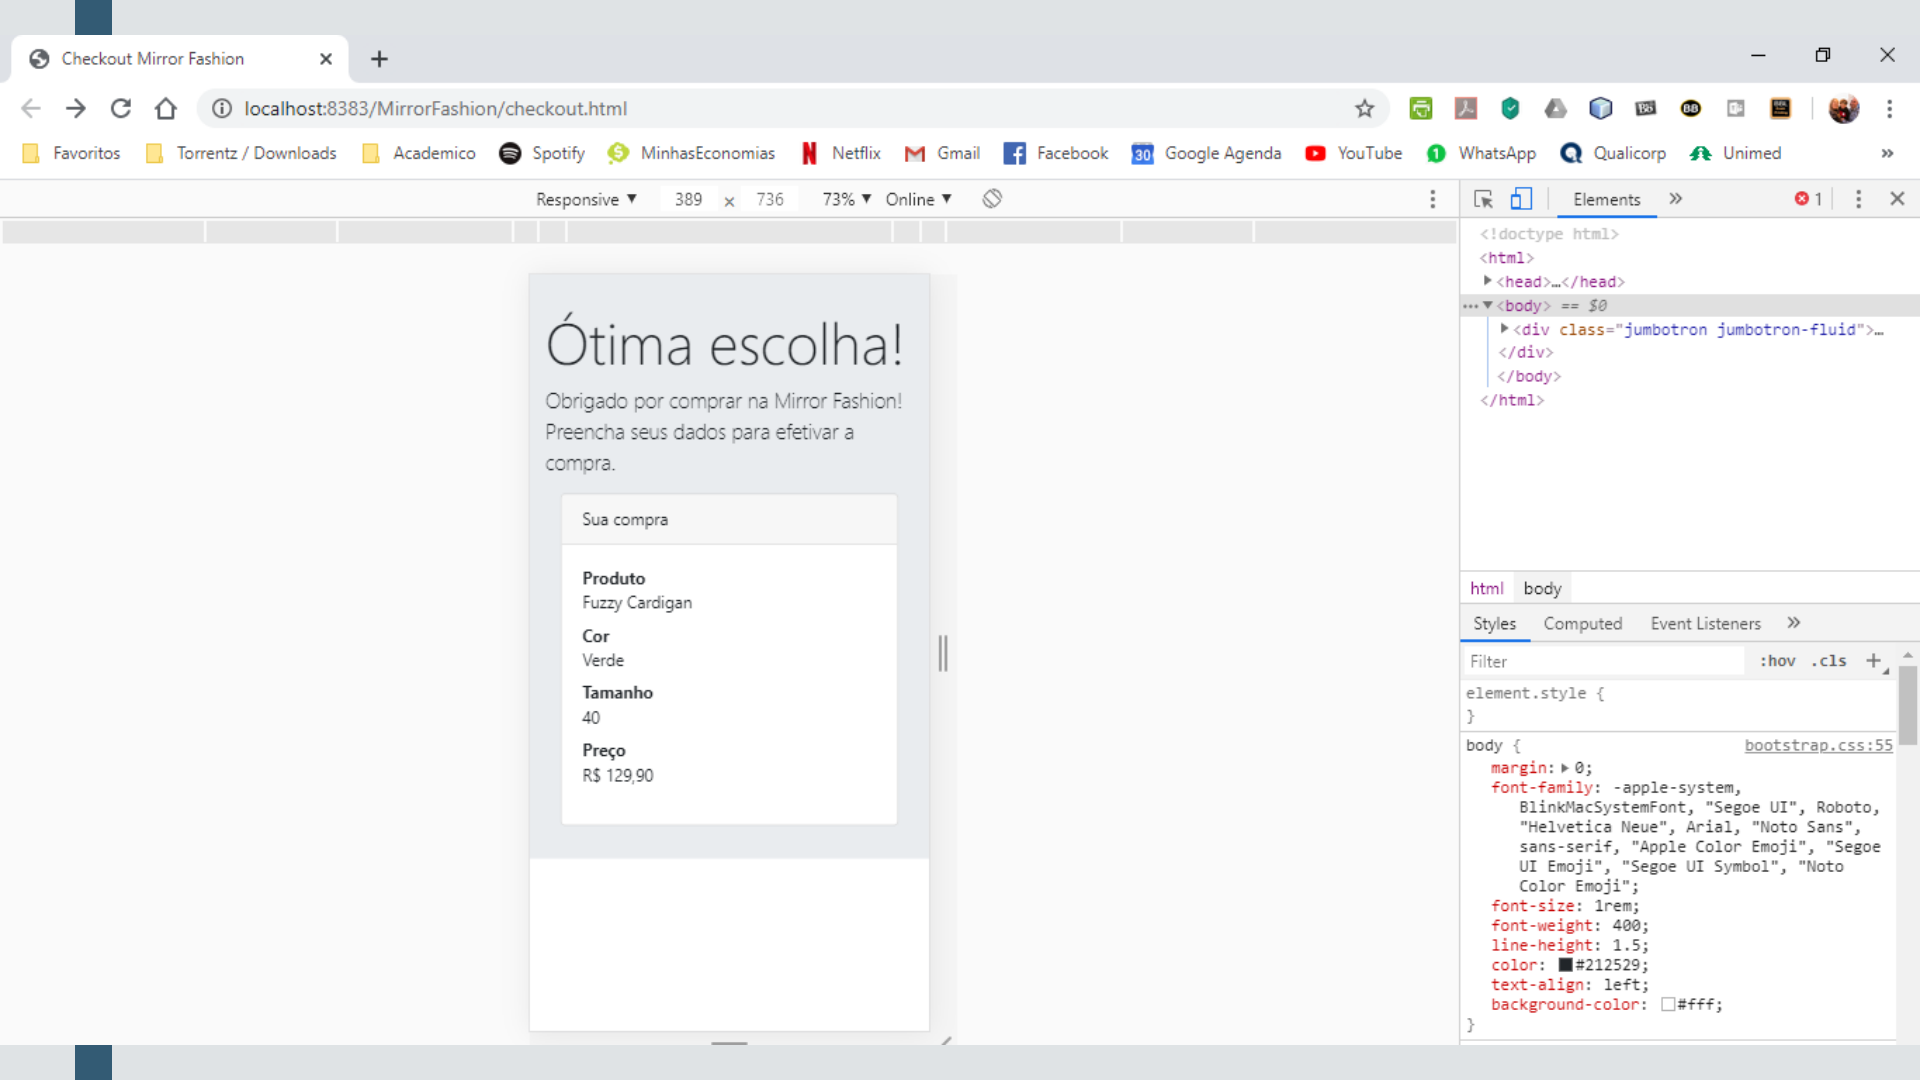 Checkout Mirror Fashion
localhost:8383/MirrorFashion/checkout.html
Favoritos Torrentz / Downloads Academico Spotify MinhasEconomias Netflix Gmail Facebook 30 Google Agenda YouTube 1 WhatsApp Qualicorp Unimed »
Responsive ▼ 389 x 736 73% ▼ Online ▼
Elements » 1
<!doctype html>
<html>
<head>…</head>
<body> == $0
<div class="jumbotron jumbotron-fluid">…
</div>
</body>
</html>
Ótima escolha!
Obrigado por comprar na Mirror Fashion!
Preencha seus dados para efetivar a
compra.
Sua compra
Produto
Fuzzy Cardigan
Cor
Verde
Tamanho
40
Preço
R$ 129,90
html body
Styles Computed Event Listeners »
Filter :hov .cls +
element.style {
}
body { bootstrap.css:55
margin: 0;
font-family: -apple-system,
BlinkMacSystemFont, "Segoe UI", Roboto,
"Helvetica Neue", Arial, "Noto Sans",
sans-serif, "Apple Color Emoji", "Segoe
UI Emoji", "Segoe UI Symbol", "Noto
Color Emoji";
font-size: 1rem;
font-weight: 400;
line-height: 1.5;
color: #212529;
text-align: left;
background-color: #fff;
}